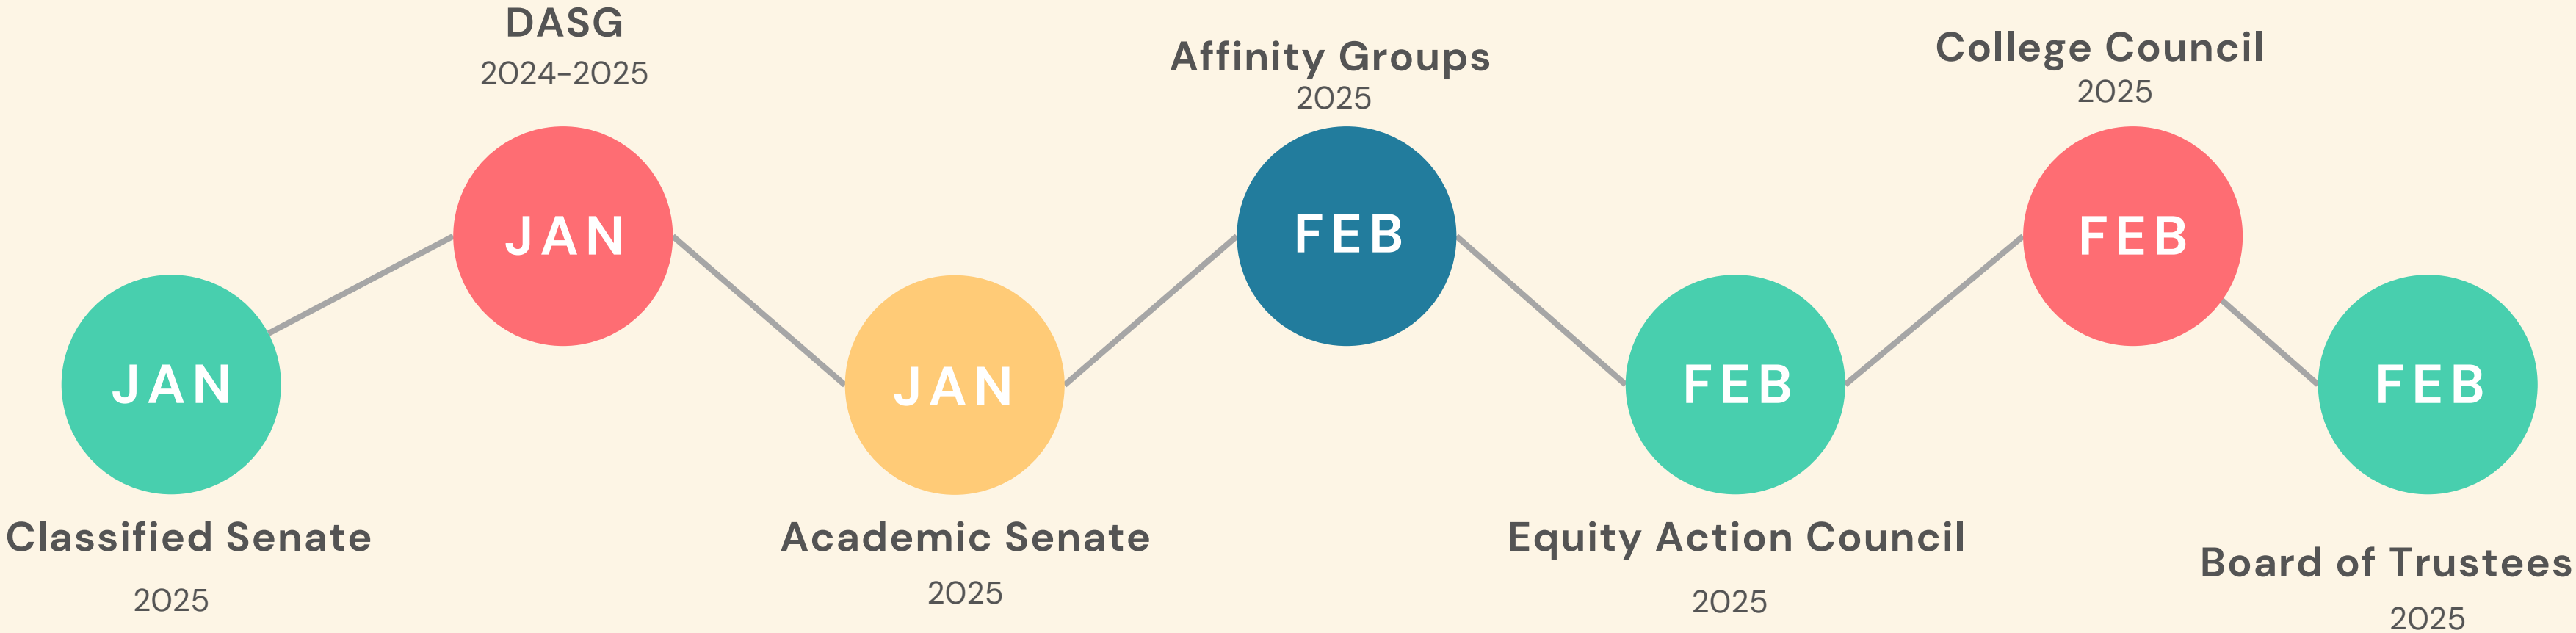 JAN
Classified Senate
2025
DASG
2024-2025
JAN
JAN
Academic Senate
2025
Affinity Groups
2025
FEB
FEB
Equity Action Council
2025
College Council
2025
FEB
FEB
Board of Trustees
2025